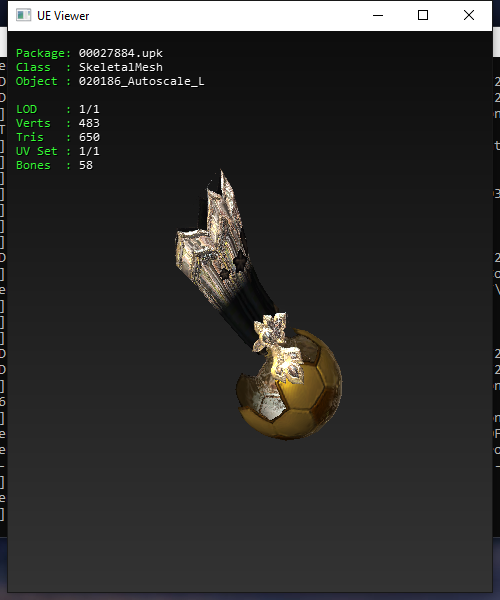 UE Viewer
Package: 00027884.upk
Class : SkeletalMesh
Object : 020186_Autoscale_L
LOD : 1/1
Verts : 483
Tris : 650
UV Set : 1/1
Bones : 58